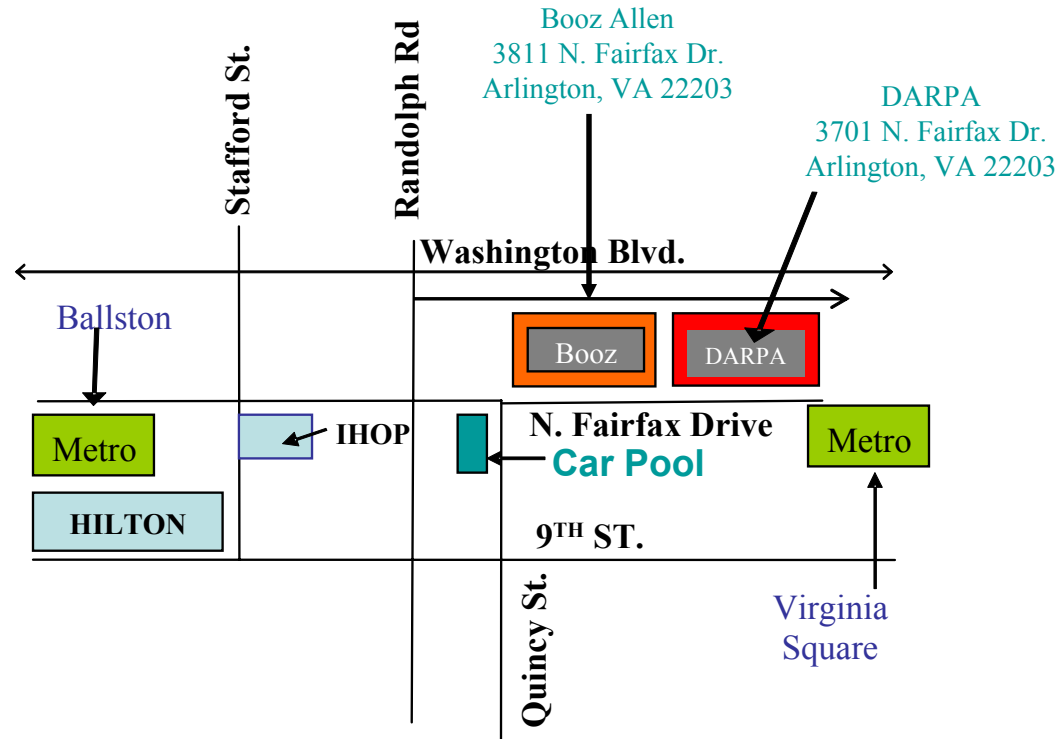 Booz Allen
3811 N. Fairfax Dr.
Arlington, VA 22203
DARPA
3701 N. Fairfax Dr.
Arlington, VA 22203
Stafford St.
Randolph Rd
Washington Blvd.
Ballston
Booz
DARPA
Metro
IHOP
N. Fairfax Drive
Car Pool
Metro
HILTON
9TH ST.
Quincy St.
Virginia
Square